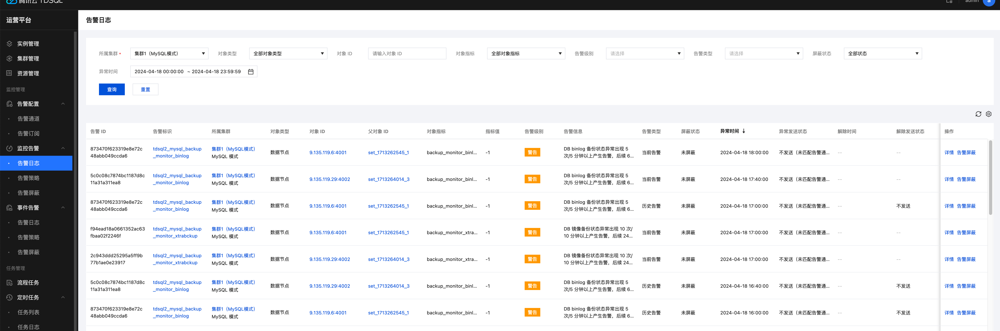 腾讯云 TDSQL
admin
a
运营平台
告警日志
实例管理
集群管理
资源管理
监控管理
告警配置
告警通道
告警订阅
监控告警
告警日志
告警策略
告警屏蔽
事件告警
告警日志
告警策略
告警屏蔽
任务管理
流程任务
定时任务
任务列表
任务日志
所属集群* 集群1（MySQL模式） 对象类型 全部对象类型 对象 ID 请输入对象 ID 对象指标 全部对象指标 告警级别 请选择 告警类型 请选择 屏蔽状态 全部状态
异常时间 2024-04-18 00:00:00 ~ 2024-04-18 23:59:59
查询 重置
告警 ID 告警标识 所属集群 对象类型 对象 ID 父对象 ID 对象指标 指标值 告警级别 告警信息 告警类型 屏蔽状态 异常时间 ↓ 异常发送状态 解除时间 解除发送状态 操作
873470f623319e8e72c tdsql2_mysql_backup 集群1（MySQL模式） DB binlog 备份状态异常出现 5
数据节点 9.135.119.6:4001 set_1713262545_1 backup_monitor_binl... -1 警告 当前告警 未屏蔽 2024-04-18 18:00:00 不发送（未匹配告警通... -- -- 详情 告警屏蔽
48abb049ccda6 _monitor_binlog MySQL 模式 次/5 分钟以上产生告警，后续 6...
5c0c08c7874bc1187d8c tdsql2_mysql_backup 集群1（MySQL模式） DB binlog 备份状态异常出现 5
数据节点 9.135.119.29:4002 set_1713264014_3 backup_monitor_binl... -1 警告 当前告警 未屏蔽 2024-04-18 17:40:00 不发送（未匹配告警通... -- -- 详情 告警屏蔽
11a31a311ea8 _monitor_binlog MySQL 模式 次/5 分钟以上产生告警，后续 6...
873470f623319e8e72c tdsql2_mysql_backup 集群1（MySQL模式） DB binlog 备份状态异常出现 5
数据节点 9.135.119.6:4001 set_1713262545_1 backup_monitor_binl... -1 警告 历史告警 未屏蔽 2024-04-18 17:00:00 不发送（未匹配告警通... -- 不发送 详情 告警屏蔽
48abb049ccda6 _monitor_binlog MySQL 模式 次/5 分钟以上产生告警，后续 6...
f94ead18a0661352ac63 tdsql2_mysql_backup 集群1（MySQL模式） DB 镜像备份状态异常出现 10 次/
数据节点 9.135.119.6:4001 set_1713262545_1 backup_monitor_xtra... -1 警告 当前告警 未屏蔽 2024-04-18 17:00:00 不发送（未匹配告警通... -- -- 详情 告警屏蔽
fbaa02f2246f _monitor_xtrabckup MySQL 模式 10 分钟以上产生告警，后续 24...
2c943ddd25295a5ff9b tdsql2_mysql_backup 集群1（MySQL模式） DB 镜像备份状态异常出现 10 次/
数据节点 9.135.119.29:4002 set_1713264014_3 backup_monitor_xtra... -1 警告 当前告警 未屏蔽 2024-04-18 17:00:00 不发送（未匹配告警通... -- -- 详情 告警屏蔽
77b1ae0e23917 _monitor_xtrabckup MySQL 模式 10 分钟以上产生告警，后续 24...
5c0c08c7874bc1187d8c tdsql2_mysql_backup 集群1（MySQL模式） DB binlog 备份状态异常出现 5
数据节点 9.135.119.29:4002 set_1713264014_3 backup_monitor_binl... -1 警告 历史告警 未屏蔽 2024-04-18 16:40:00 不发送（未匹配告警通... -- 不发送 详情 告警屏蔽
11a31a311ea8 _monitor_binlog MySQL 模式 次/5 分钟以上产生告警，后续 6...
873470f623319e8e72c tdsql2_mysql_backup 集群1（MySQL模式） DB binlog 备份状态异常出现 5
数据节点 9.135.119.6:4001 set_1713262545_1 backup_monitor_binl... -1 警告 历史告警 未屏蔽 2024-04-18 16:00:00 不发送（未匹配告警通... -- 不发送 详情 告警屏蔽
48abb049ccda6 _monitor_binlog MySQL 模式 次/5 分钟以上产生告警，后续 6...